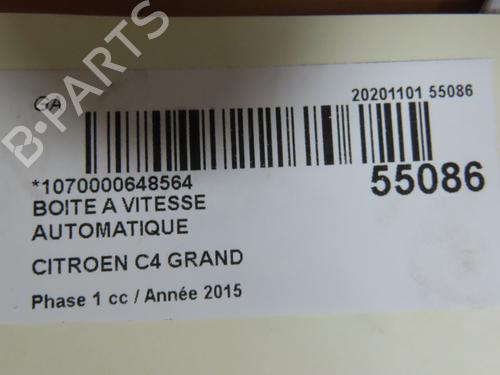 GA
20201101 55086
B-PARTS
*1070000648564
55086
BOITE A VITESSE
AUTOMATIQUE
CITROEN C4 GRAND
Phase 1 cc / Année 2015